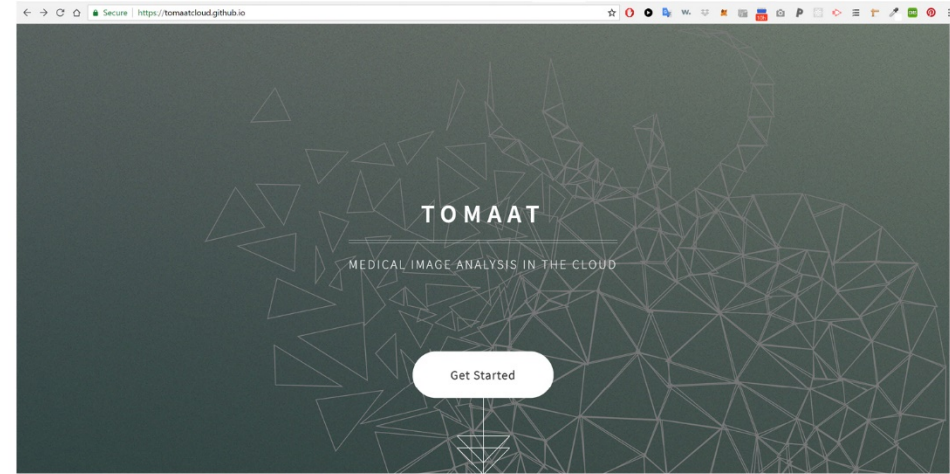 Secure https://tomaatcloud.github.io
TOMAAT
MEDICAL IMAGE ANALYSIS IN THE CLOUD
Get Started